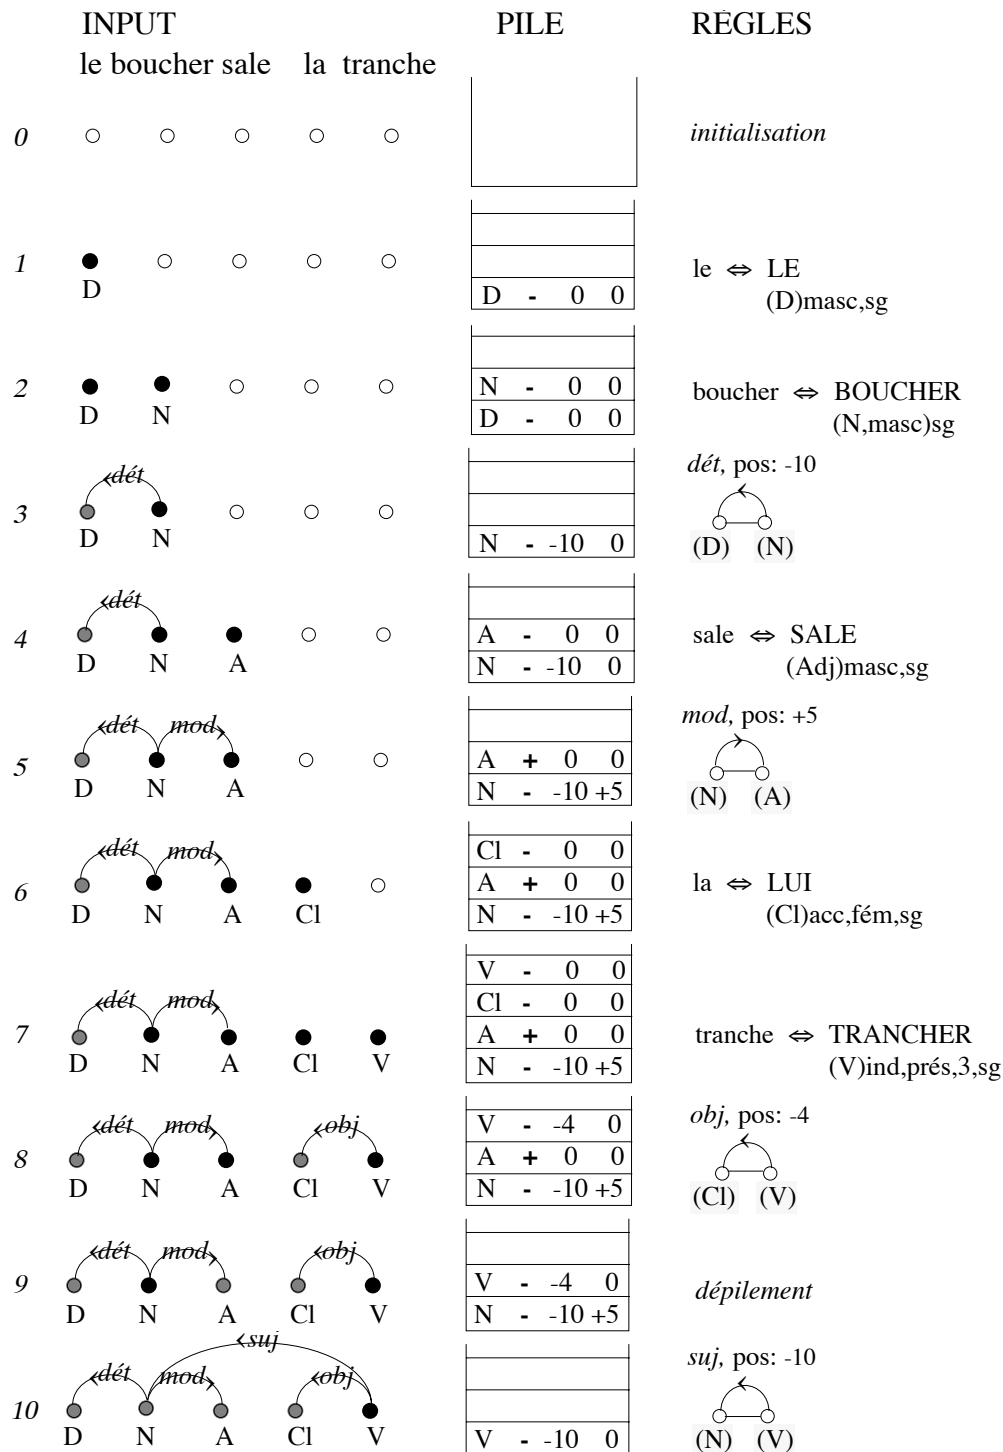 INPUT PILE RÈGLES
le boucher sale la tranche
0 initialisation
1 D D - 0 0 le ⇔ LE
(D)masc,sg
2 D N N - 0 0
D - 0 0 boucher ⇔ BOUCHER
(N,masc)sg
dét, pos: -10
3 dét D N N - -10 0 (D) (N)
4 dét D N A A - 0 0
N - -10 0 sale ⇔ SALE
(Adj)masc,sg
mod, pos: +5
5 dét mod D N A A + 0 0
N - -10 +5 (N) (A)
6 dét mod D N A Cl Cl - 0 0
A + 0 0
N - -10 +5 la ⇔ LUI
(Cl)acc,fém,sg
7 dét mod D N A Cl V V - 0 0
Cl - 0 0
A + 0 0
N - -10 +5 tranche ⇔ TRANCHER
(V)ind,prés,3,sg
obj, pos: -4
8 dét mod obj D N A Cl V V - -4 0
A + 0 0
N - -10 +5 (Cl) (V)
9 dét mod obj D N A Cl V V - -4 0
N - -10 +5 dépilement
suj, pos: -10
10 suj dét mod obj D N A Cl V V - -10 0 (N) (V)